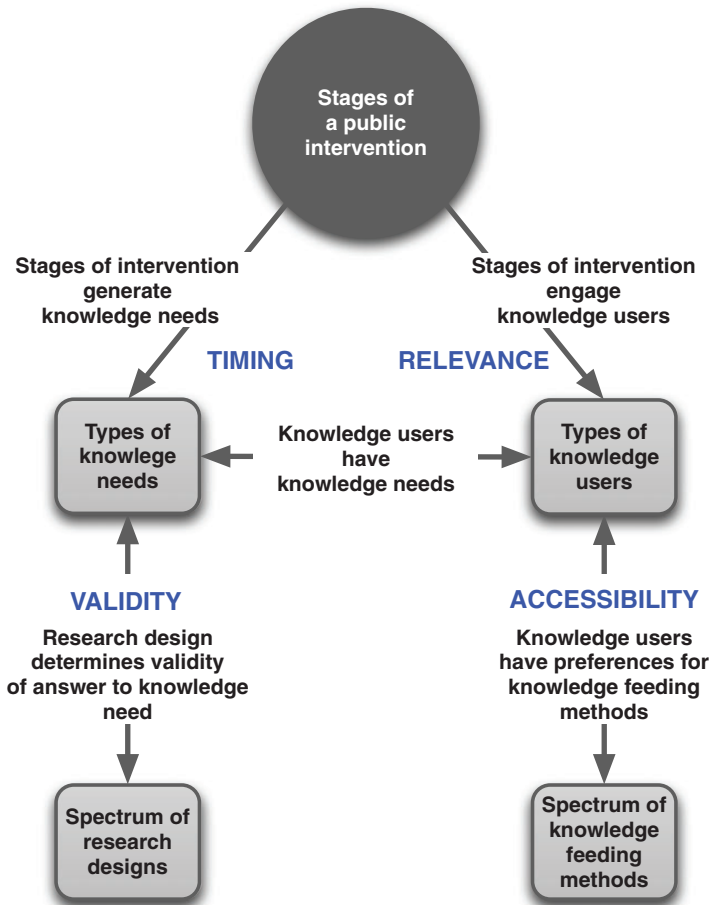 Stages of
a public
intervention
Stages of intervention
generate
knowledge needs
Stages of intervention
engage
knowledge users
TIMING
RELEVANCE
Types of
knowlege
needs
Knowledge users
have
knowledge needs
Types of
knowledge
users
VALIDITY
Research design
determines validity
of answer to knowledge
need
ACCESSIBILITY
Knowledge users
have preferences for
knowledge feeding
methods
Spectrum of
research
designs
Spectrum of
knowledge
feeding
methods